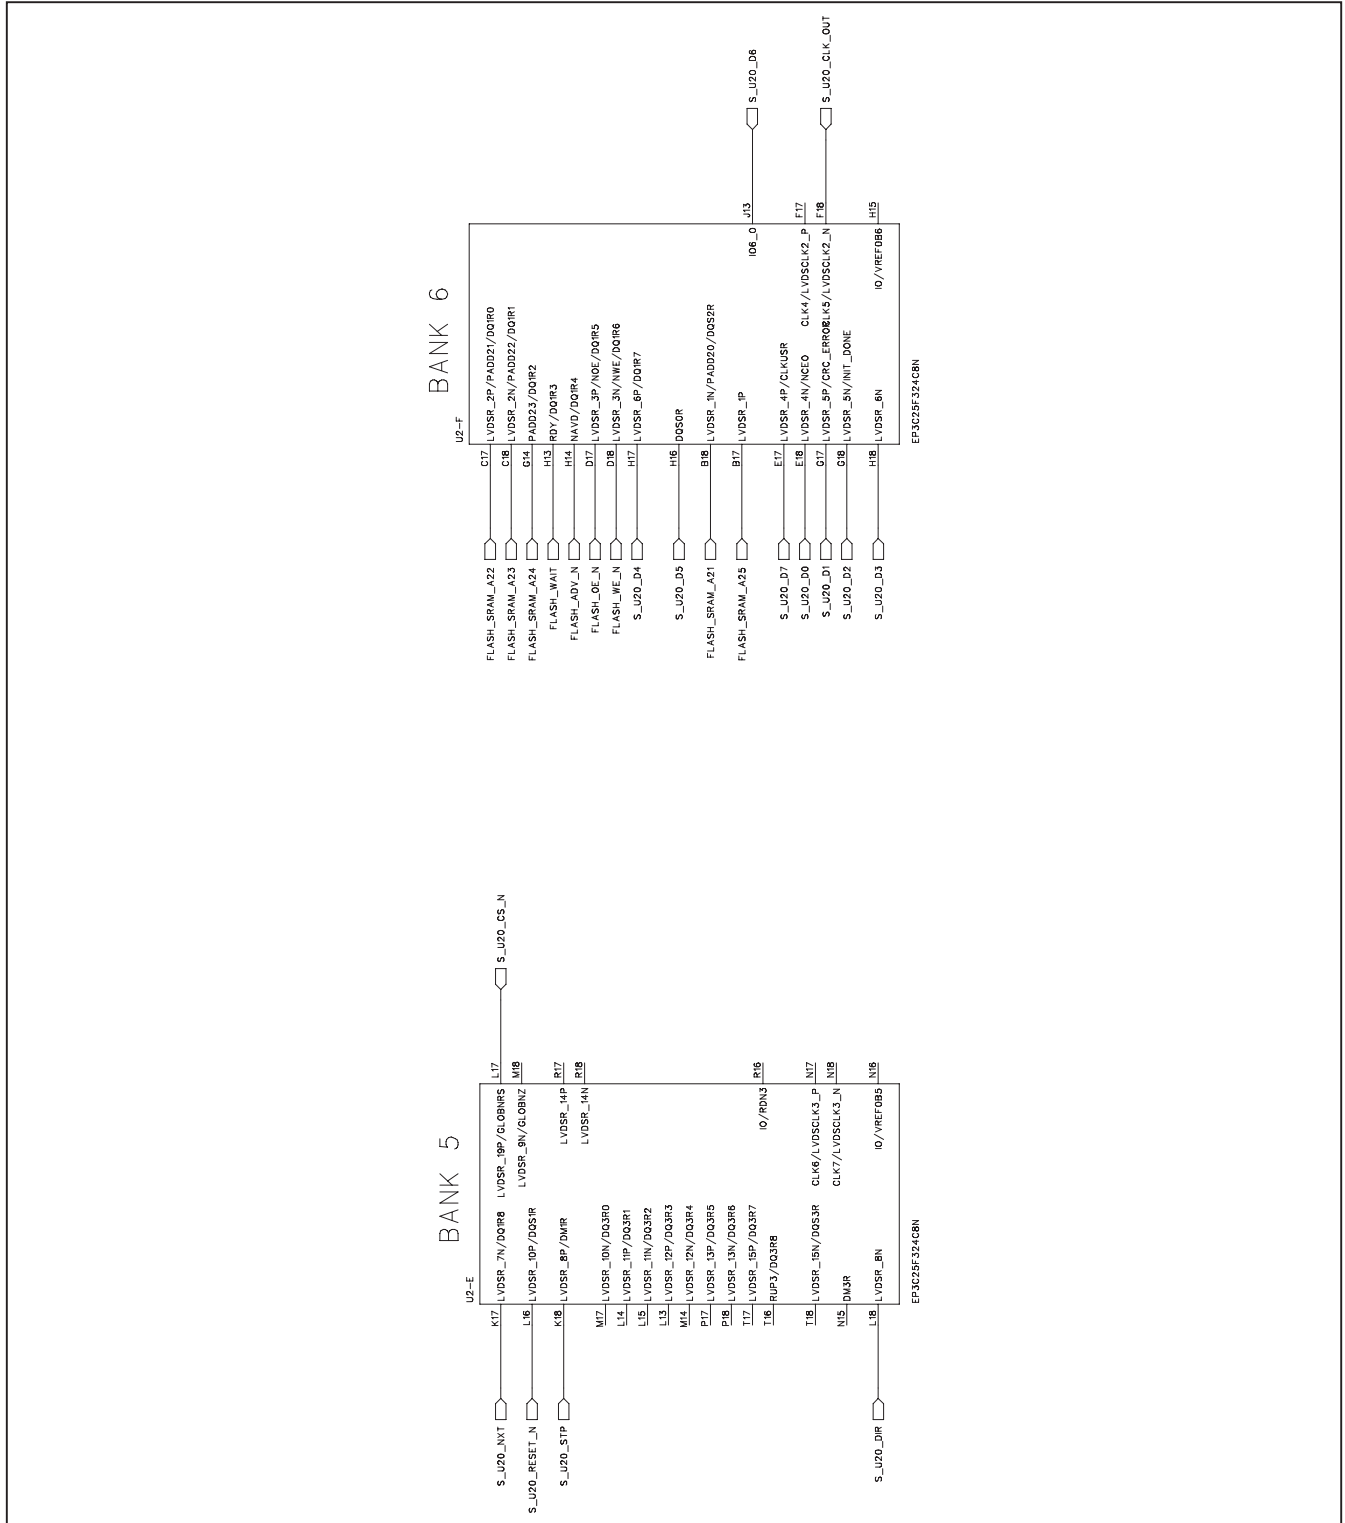 BANK 6
U2-F
FLASH_SRAM_A22 C17 LVDSR_2P/PADD21/DQ1R0
FLASH_SRAM_A23 C18 LVDSR_2N/PADD22/DQ1R1
FLASH_SRAM_A24 G14 PADD23/DQ1R2
FLASH_WAIT H13 RDY/DQ1R3
FLASH_ADV_N H14 NAVD/DQ1R4
FLASH_OE_N D17 LVDSR_3P/NOE/DQ1R5
FLASH_WE_N D18 LVDSR_3N/NWE/DQ1R6
S_U20_D4 H17 LVDSR_6P/DQ1R7
S_U20_D5 H16 DQS0R
FLASH_SRAM_A21 B18 LVDSR_1N/PADD20/DQS2R
FLASH_SRAM_A25 B17 LVDSR_1P
IO6_0 J13 S_U20_D6
S_U20_D7 E17 LVDSR_4P/CLKUSR
S_U20_D0 E18 LVDSR_4N/NCEO CLK4/LVDSCLK2_P F17
S_U20_D1 G17 LVDSR_5P/CRC_ERROR CLK5/LVDSCLK2_N F18 S_U20_CLK_OUT
S_U20_D2 G18 LVDSR_5N/INIT_DONE
S_U20_D3 H18 LVDSR_6N IO/VREF0B6 H15
EP3C25F324C8N
BANK 5
U2-E
S_U20_NXT K17 LVDSR_7N/DQ1R8 LVDSR_19P/GLOBNRS L17 S_U20_CS_N
LVDSR_9N/GLOBNZ M18
S_U20_RESET_N L16 LVDSR_10P/DQS1R
S_U20_STP K18 LVDSR_8P/DM1R LVDSR_14P R17
LVDSR_14N R18
M17 LVDSR_10N/DQ3R0
L14 LVDSR_11P/DQ3R1
L15 LVDSR_11N/DQ3R2
L13 LVDSR_12P/DQ3R3
M14 LVDSR_12N/DQ3R4
P17 LVDSR_13P/DQ3R5
P18 LVDSR_13N/DQ3R6
T17 LVDSR_15P/DQ3R7
IO/RDN3 R16
T16 RUP3/DQ3R8
T18 LVDSR_15N/DQS3R CLK6/LVDSCLK3_P N17
CLK7/LVDSCLK3_N N18
N15 DM3R
S_U20_DIR L18 LVDSR_8N IO/VREF0B5 N16
EP3C25F324C8N